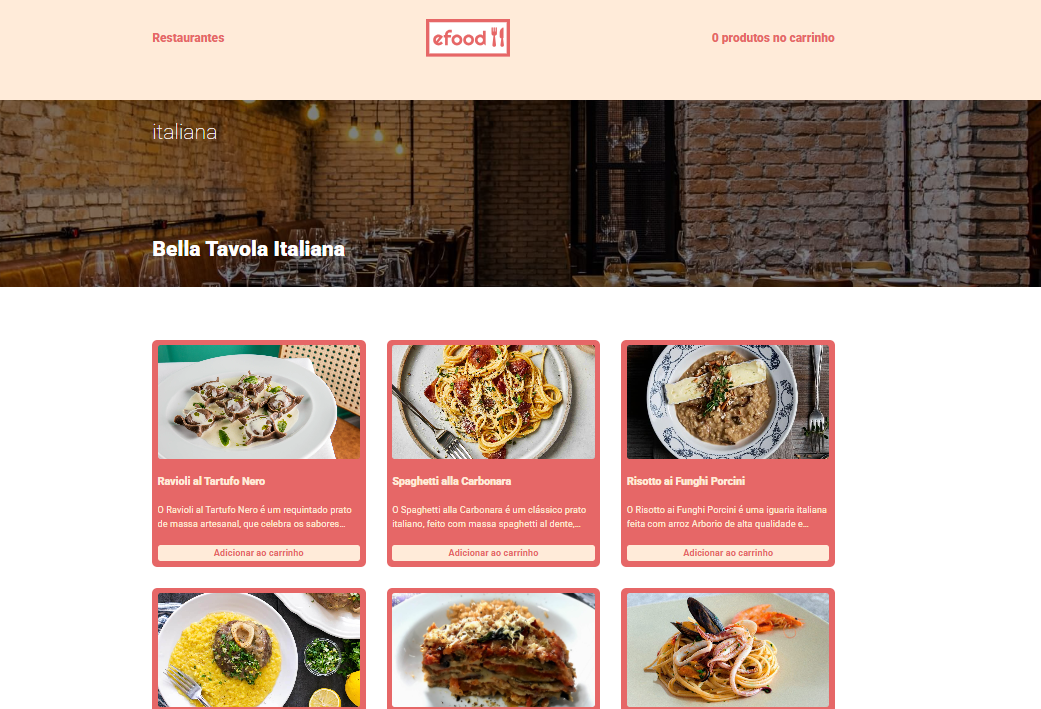 Restaurantes
efood
0 produtos no carrinho
italiana
Bella Tavola Italiana
Ravioli al Tartufo Nero
O Ravioli al Tartufo Nero é um requintado prato
de massa artesanal, que celebra os sabores...
Adicionar ao carrinho
Spaghetti alla Carbonara
O Spaghetti alla Carbonara é um clássico prato
italiano, feito com massa spaghetti al dente,...
Adicionar ao carrinho
Risotto ai Funghi Porcini
O Risotto ai Funghi Porcini é uma iguaria italiana
feita com arroz Arborio de alta qualidade e...
Adicionar ao carrinho